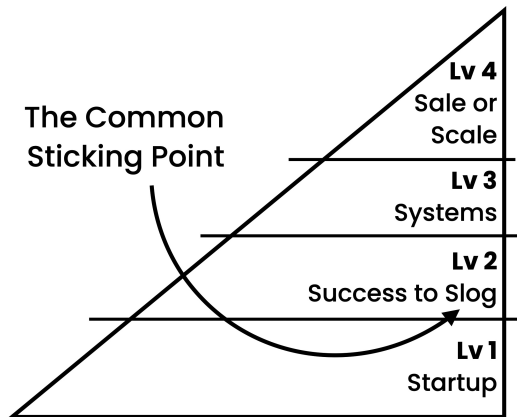 Lv 4
Sale or
Scale
The Common
Sticking Point
Lv 3
Systems
Lv 2
Success to Slog
Lv 1
Startup